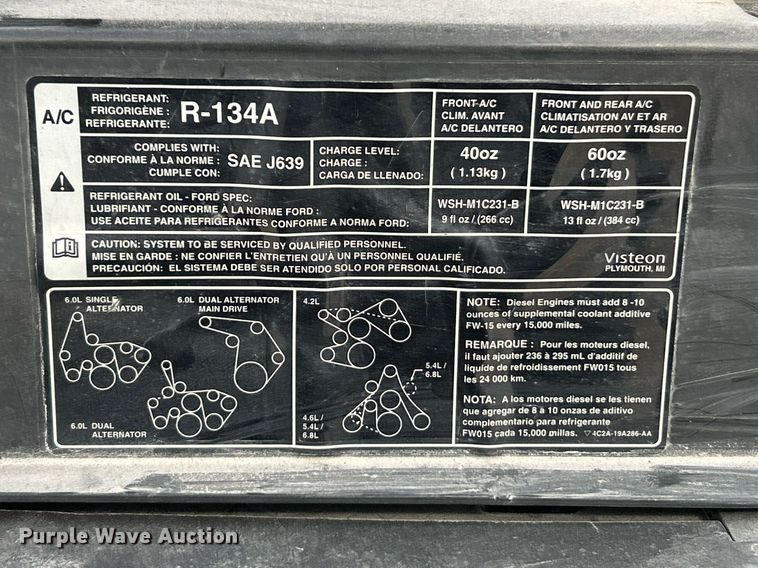 A/C
REFRIGERANT:
FRIGORIGÈNE :
REFRIGERANTE:
R-134A
FRONT-A/C
CLIM. AVANT
A/C DELANTERO
FRONT AND REAR A/C
CLIMATISATION AV ET AR
A/C DELANTERO Y TRASERO
COMPLIES WITH:
CONFORME À LA NORME :
CUMPLE CON:
SAE J639
CHARGE LEVEL:
CHARGE :
CARGA DE LLENADO:
40oz
( 1.13kg )
60oz
( 1.7kg )
REFRIGERANT OIL - FORD SPEC:
LUBRIFIANT - CONFORME À LA NORME FORD :
USE ACEITE PARA REFRIGERANTES CONFORME A NORMA FORD:
WSH-M1C231-B
9 fl oz / (266 cc)
WSH-M1C231-B
13 fl oz / (384 cc)
CAUTION: SYSTEM TO BE SERVICED BY QUALIFIED PERSONNEL.
MISE EN GARDE : NE CONFIER L'ENTRETIEN QU'À UN PERSONNEL QUALIFIÉ.
PRECAUCIÓN: EL SISTEMA DEBE SER ATENDIDO SOLO POR PERSONAL CALIFICADO.
Visteon
PLYMOUTH, MI
6.0L SINGLE
ALTERNATOR
6.0L DUAL ALTERNATOR
MAIN DRIVE
6.0L DUAL
ALTERNATOR
4.2L
5.4L /
6.8L
4.6L /
5.4L /
6.8L
NOTE: Diesel Engines must add 8 -10
ounces of supplemental coolant additive
FW-15 every 15,000 miles.
REMARQUE : Pour les moteurs diesel,
il faut ajouter 236 à 295 mL d'additif de
liquide de refroidissement FW015 tous
les 24 000 km.
NOTA: A los motores diesel se les tienen
que agregar de 8 à 10 onzas de aditivo
complementario para refrigerante
FW015 cada 15,000 millas.
4C2A-19A286-AA
Purple Wave Auction